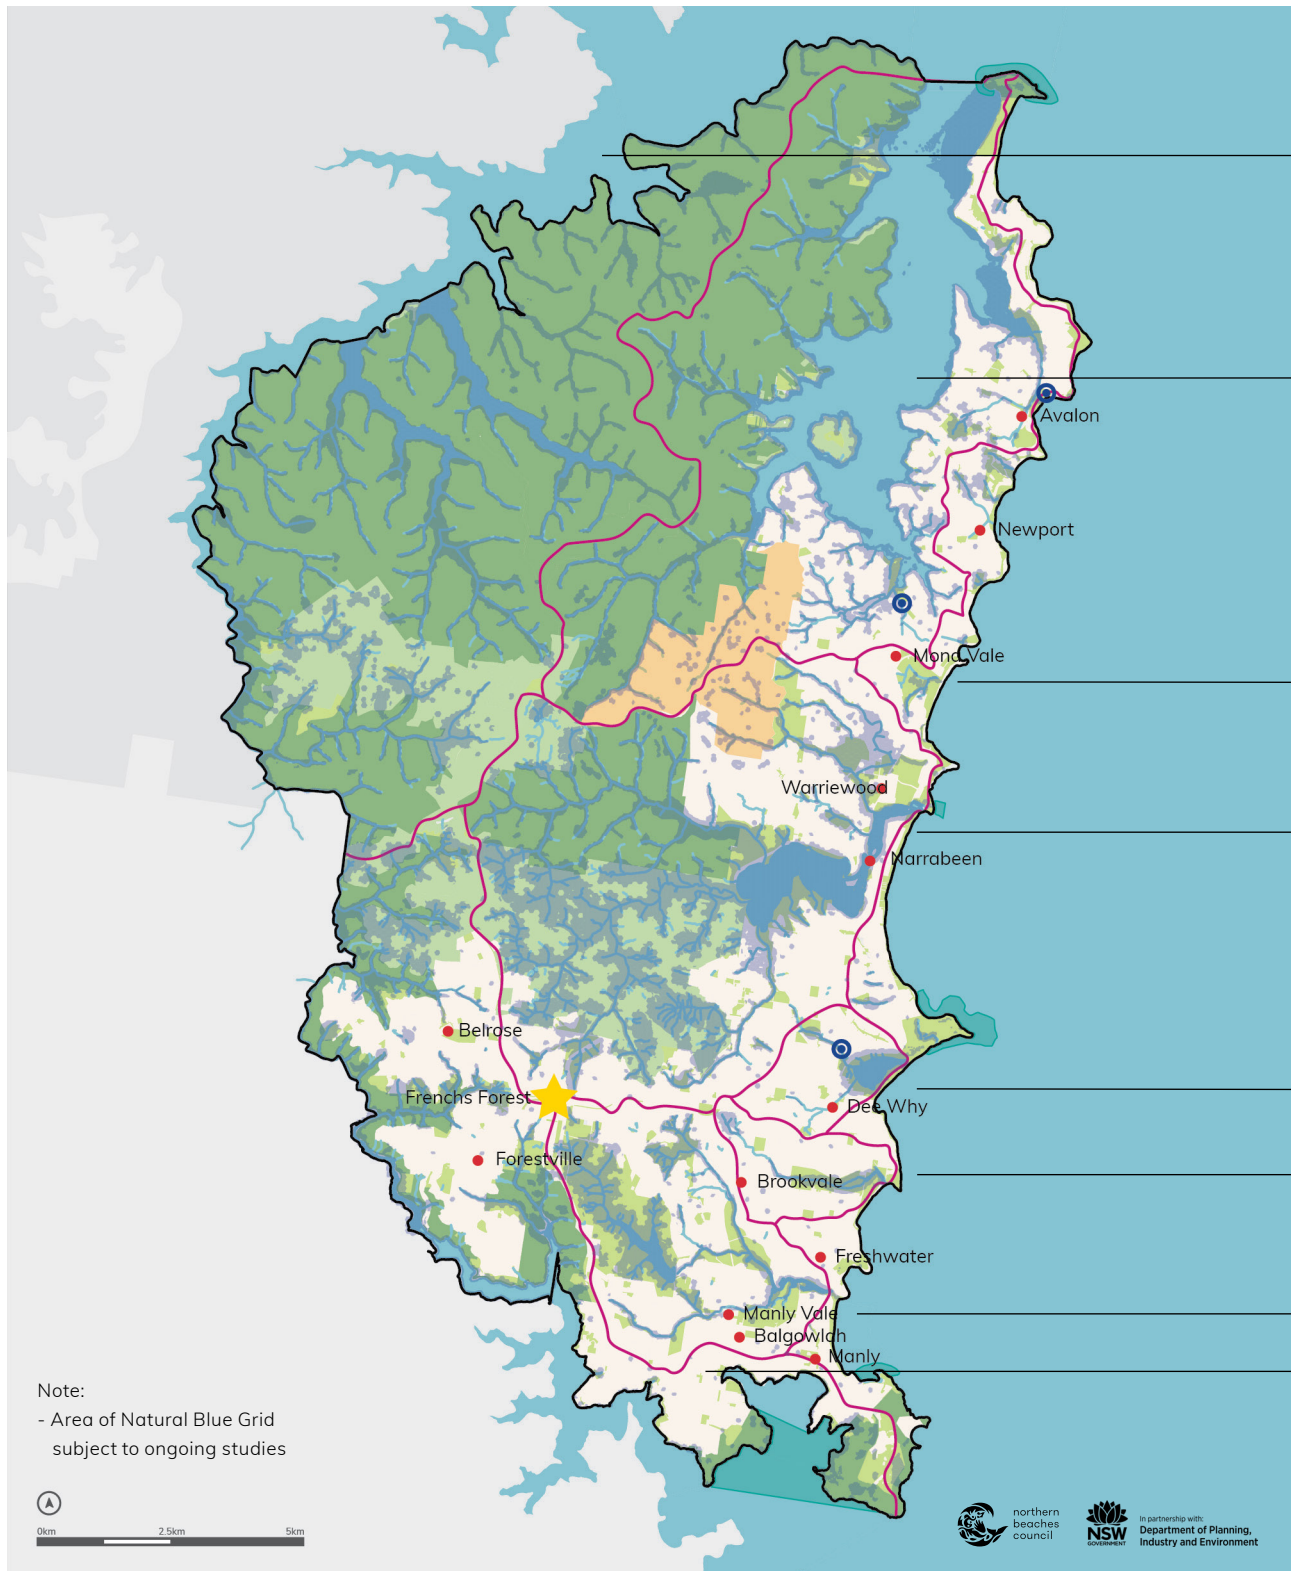 Avalon
Newport
Mona Vale
Warriewood
Narrabeen
Belrose
Frenchs Forest
Dee Why
Forestville
Brookvale
Freshwater
Manly Vale
Balgowlah
Manly
Note:
- Area of Natural Blue Grid
subject to ongoing studies
0km 2.5km 5km
northern
beaches
council
NSW
GOVERNMENT
In partnership with:
Department of Planning,
Industry and Environment